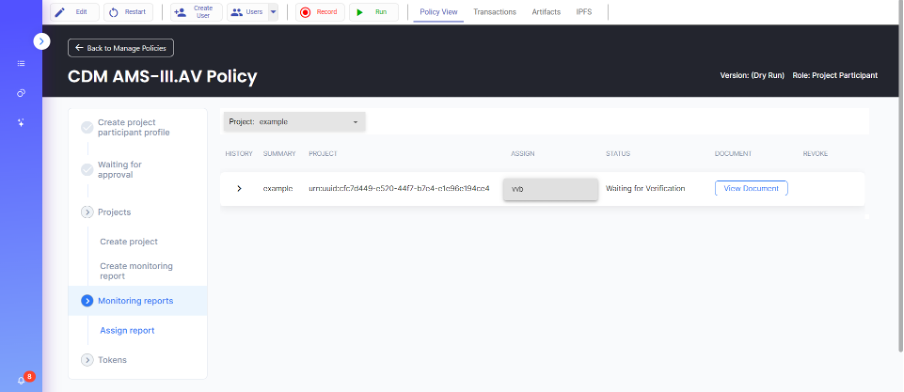 Edit Restart Create User Users Record Run Policy View Transactions Artifacts IPFS
Back to Manage Policies
CDM AMS-III.AV Policy
Version: (Dry Run) Role: Project Participant
Create project
participant profile
Waiting for
approval
Projects
Create project
Create monitoring
report
Monitoring reports
Assign report
Tokens
8
Project: example
HISTORY SUMMARY PROJECT ASSIGN STATUS DOCUMENT REVOKE
example urn:uuid:cfc7d449-e520-44f7-b7e4-e1e96e194ce4 vvb Waiting for Verification View Document